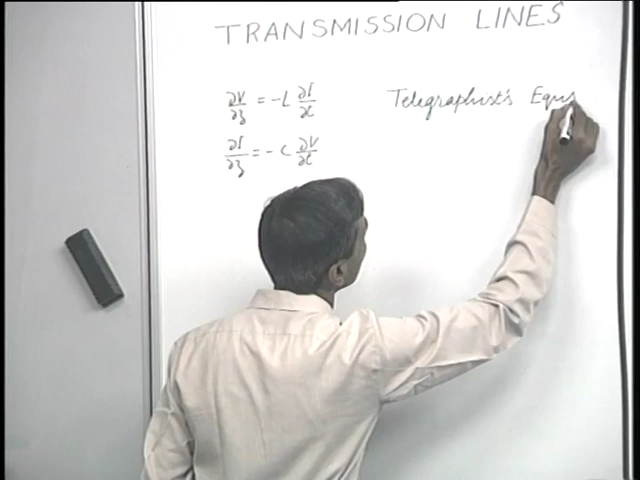 TRANSMISSION LINES
∂V/∂z = -L ∂I/∂t
Telegraphist's Equs
∂I/∂z = - C ∂V/∂t